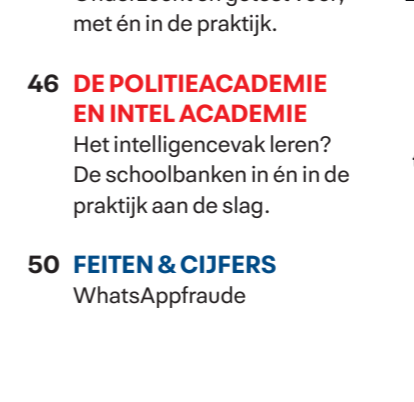 met én in de praktijk.
46 DE POLITIEACADEMIE
EN INTEL ACADEMIE
Het intelligencevak leren?
De schoolbanken in én in de
praktijk aan de slag.
50 FEITEN & CIJFERS
WhatsAppfraude